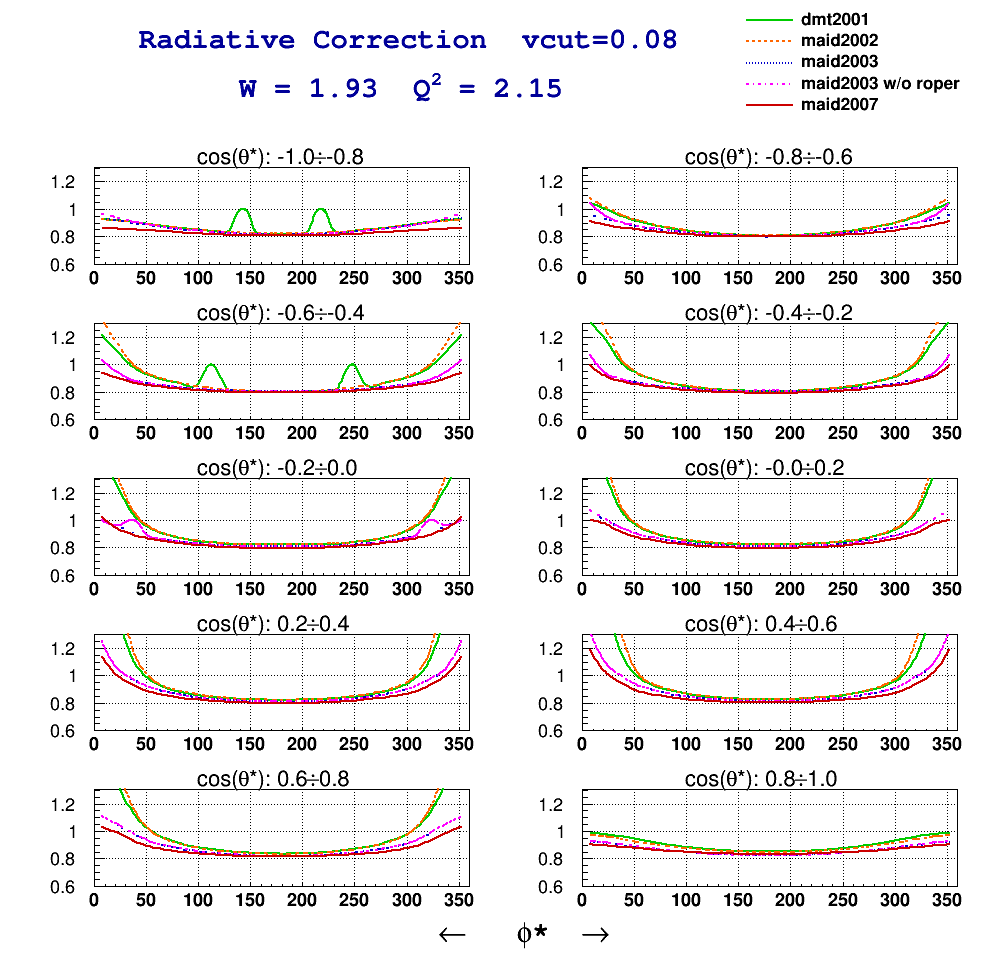 Radiative Correction vcut=0.08
W = 1.93 Q² = 2.15
dmt2001
maid2002
maid2003
maid2003 w/o roper
maid2007
cos(θ*): -1.0÷-0.8
1.2
1
0.8
0.6
0 50 100 150 200 250 300 350
cos(θ*): -0.8÷-0.6
1.2
1
0.8
0.6
0 50 100 150 200 250 300 350
cos(θ*): -0.6÷-0.4
1.2
1
0.8
0.6
0 50 100 150 200 250 300 350
cos(θ*): -0.4÷-0.2
1.2
1
0.8
0.6
0 50 100 150 200 250 300 350
cos(θ*): -0.2÷0.0
1.2
1
0.8
0.6
0 50 100 150 200 250 300 350
cos(θ*): -0.0÷0.2
1.2
1
0.8
0.6
0 50 100 150 200 250 300 350
cos(θ*): 0.2÷0.4
1.2
1
0.8
0.6
0 50 100 150 200 250 300 350
cos(θ*): 0.4÷0.6
1.2
1
0.8
0.6
0 50 100 150 200 250 300 350
cos(θ*): 0.6÷0.8
1.2
1
0.8
0.6
0 50 100 150 200 250 300 350
cos(θ*): 0.8÷1.0
1.2
1
0.8
0.6
0 50 100 150 200 250 300 350
← ϕ* →